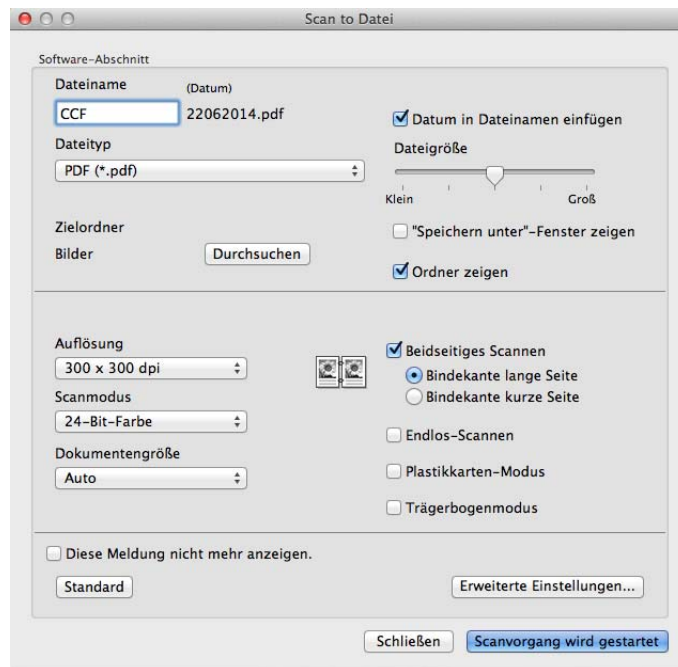 Scan to Datei
Software-Abschnitt
Dateiname (Datum)
CCF 22062014.pdf
Datum in Dateinamen einfügen
Dateityp
Dateigröße
PDF (*.pdf)
Klein Groß
Zielordner
"Speichern unter"-Fenster zeigen
Bilder Durchsuchen
Ordner zeigen
Auflösung
300 x 300 dpi
Beidseitiges Scannen
Bindekante lange Seite
Scanmodus
Bindekante kurze Seite
24-Bit-Farbe
Endlos-Scannen
Dokumentengröße
Auto
Plastikkarten-Modus
Trägerbogenmodus
Diese Meldung nicht mehr anzeigen.
Standard Erweiterte Einstellungen...
Schließen Scanvorgang wird gestartet